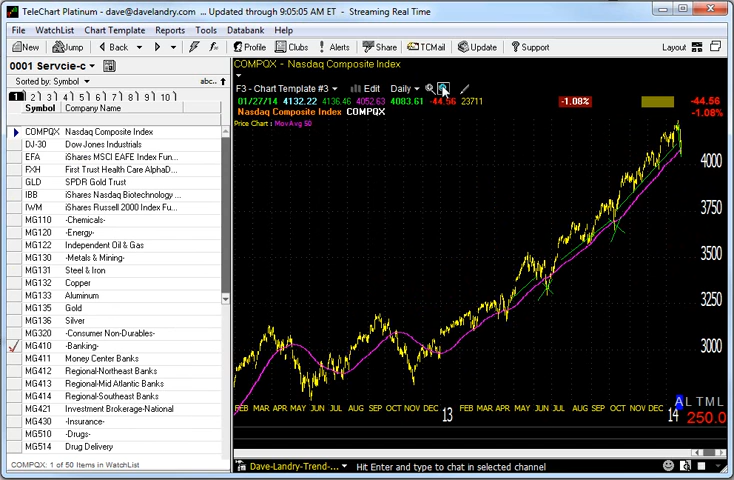 TeleChart Platinum - dave@davelandry.com ... Updated through 9:05:05 AM ET - Streaming Real Time
File WatchList Chart Template Reports Tools Databank Help
New Jump Back Profile Clubs Alerts Share TCMail Update Support Layout
0001 Servcie-c
Sorted by: Symbol abc..
1 2 3 4 5 6 7 8 9 10
Symbol Company Name
COMPQX Nasdaq Composite Index
DJ-30 Dow Jones Industrials
EFA iShares MSCI EAFE Index Fun...
FXH First Trust Health Care AlphaD...
GLD SPDR Gold Trust
IBB iShares Nasdaq Biotechnology ...
IWM iShares Russell 2000 Index Fu...
MG110 -Chemicals-
MG120 -Energy-
MG122 Independent Oil & Gas
MG130 -Metals & Mining-
MG131 Steel & Iron
MG132 Copper
MG133 Aluminum
MG135 Gold
MG136 Silver
MG320 -Consumer Non-Durables-
MG410 -Banking-
MG411 Money Center Banks
MG412 Regional-Northeast Banks
MG413 Regional-Mid Atlantic Banks
MG414 Regional-Southeast Banks
MG421 Investment Brokerage-National
MG430 -Insurance-
MG510 -Drugs-
MG514 Drug Delivery
COMPQX: 1 of 50 Items in WatchList
COMPQX - Nasdaq Composite Index
F3 - Chart Template #3 Edit Daily
01/27/14 4132.22 4136.46 4052.63 4083.61 -44.56 23711 -1.08% -44.56
Nasdaq Composite Index COMPQX -1.08%
Price Chart : MovAvg 50
4000
3750
3500
3250
3000
FEB MAR APR MAY JUN JUL AUG SEP OCT NOV DEC 13 FEB MAR APR MAY JUN JUL AUG SEP OCT NOV DEC 14
A L T M L
250.0
Dave-Landry-Trend-... Hit Enter to chat in selected channel